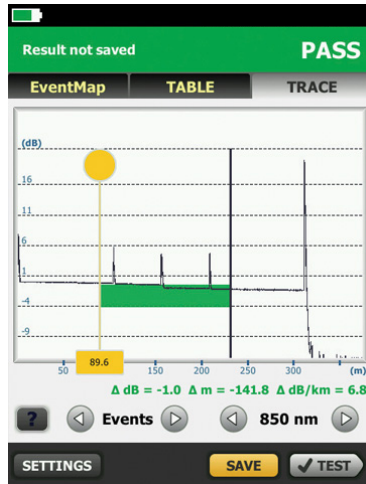 Result not saved
PASS
EventMap TABLE TRACE
(dB)
16
11
6
1
-4
-9
50 89.6 150 200 250 300 (m)
Δ dB = -1.0 Δ m = -141.8 Δ dB/km = 6.8
? Events 850 nm
SETTINGS SAVE TEST